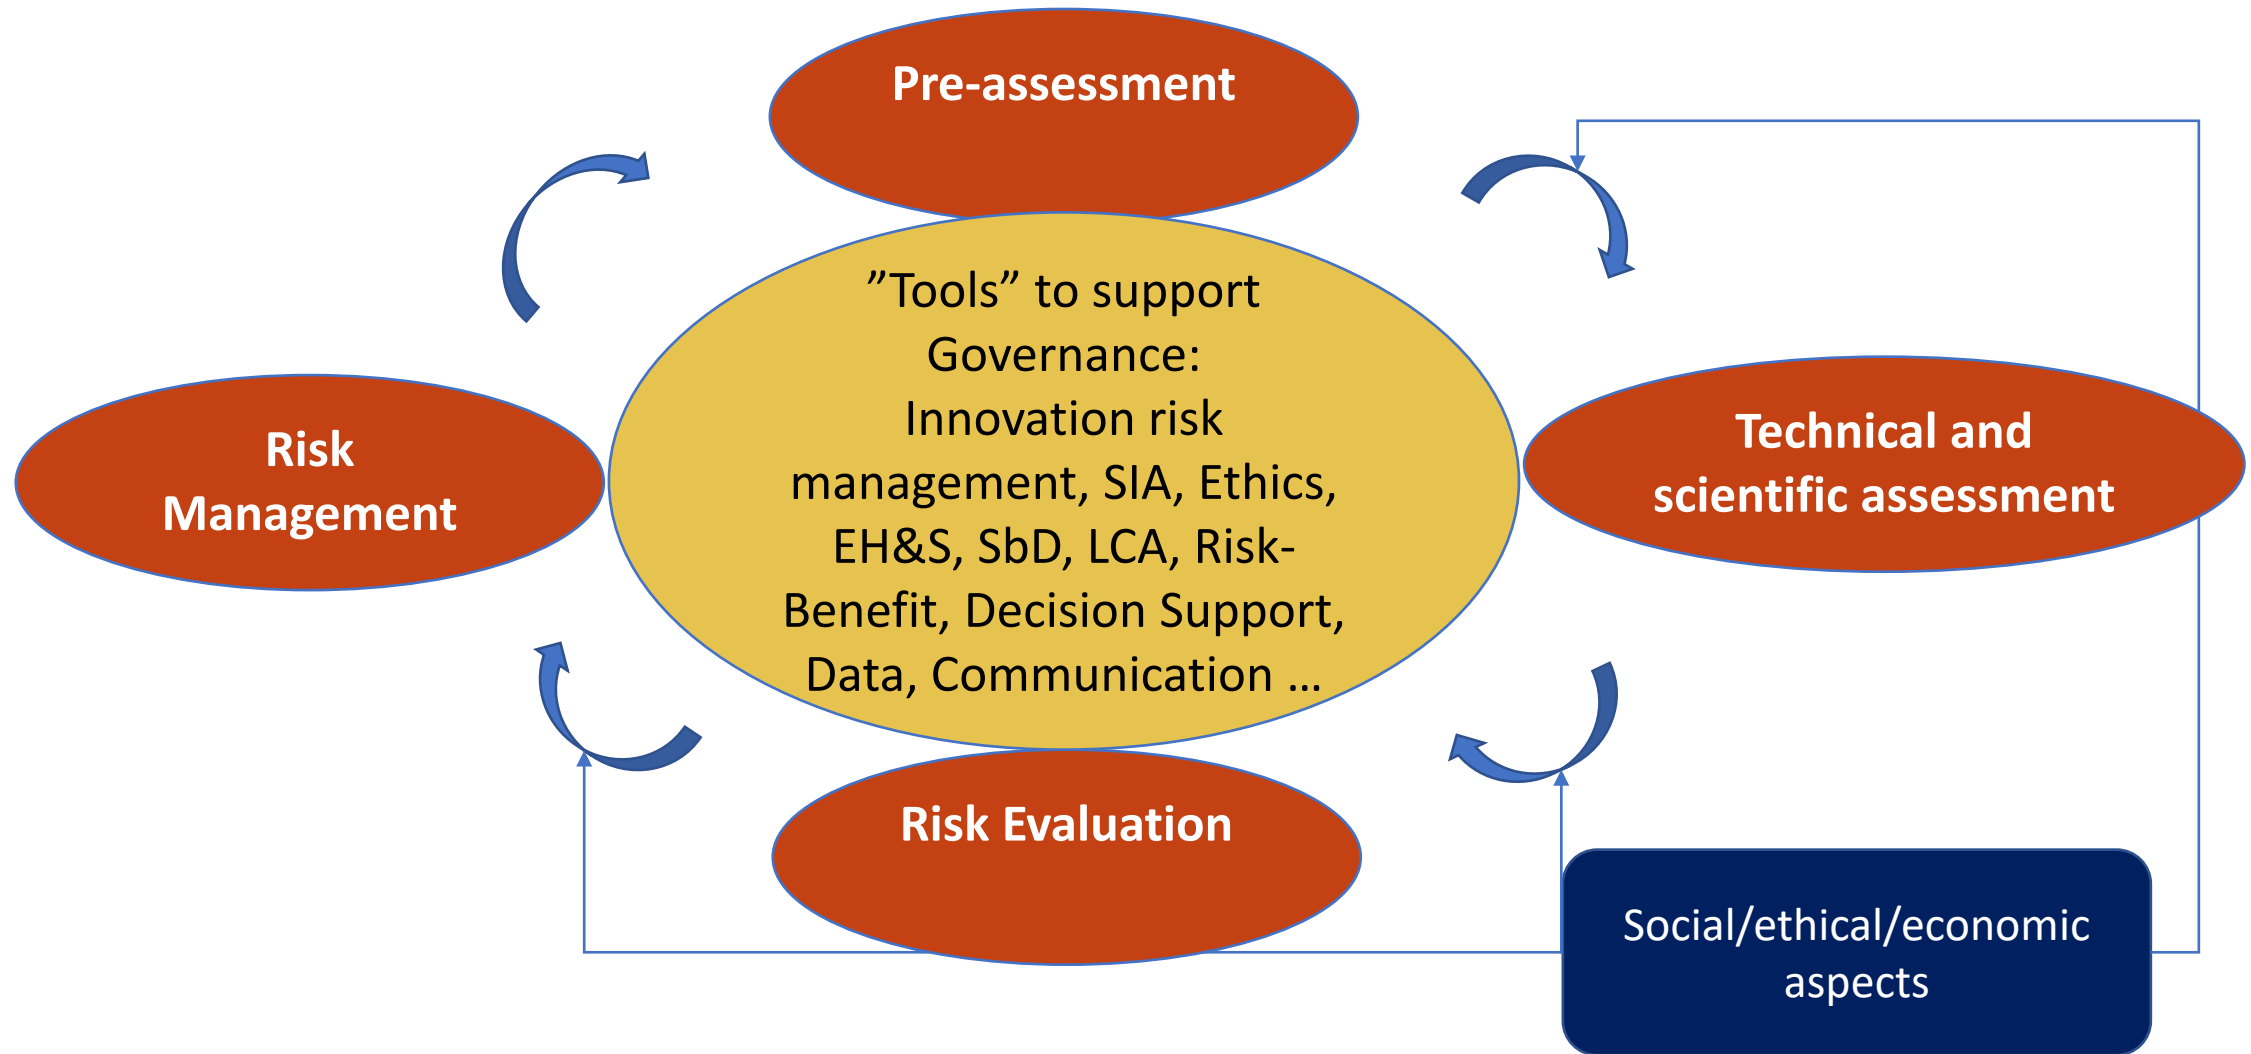 Pre-assessment
”Tools” to support
Governance:
Innovation risk
management, SIA, Ethics,
EH&S, SbD, LCA, Risk-
Benefit, Decision Support,
Data, Communication ...
Risk
Management
Technical and
scientific assessment
Risk Evaluation
Social/ethical/economic
aspects